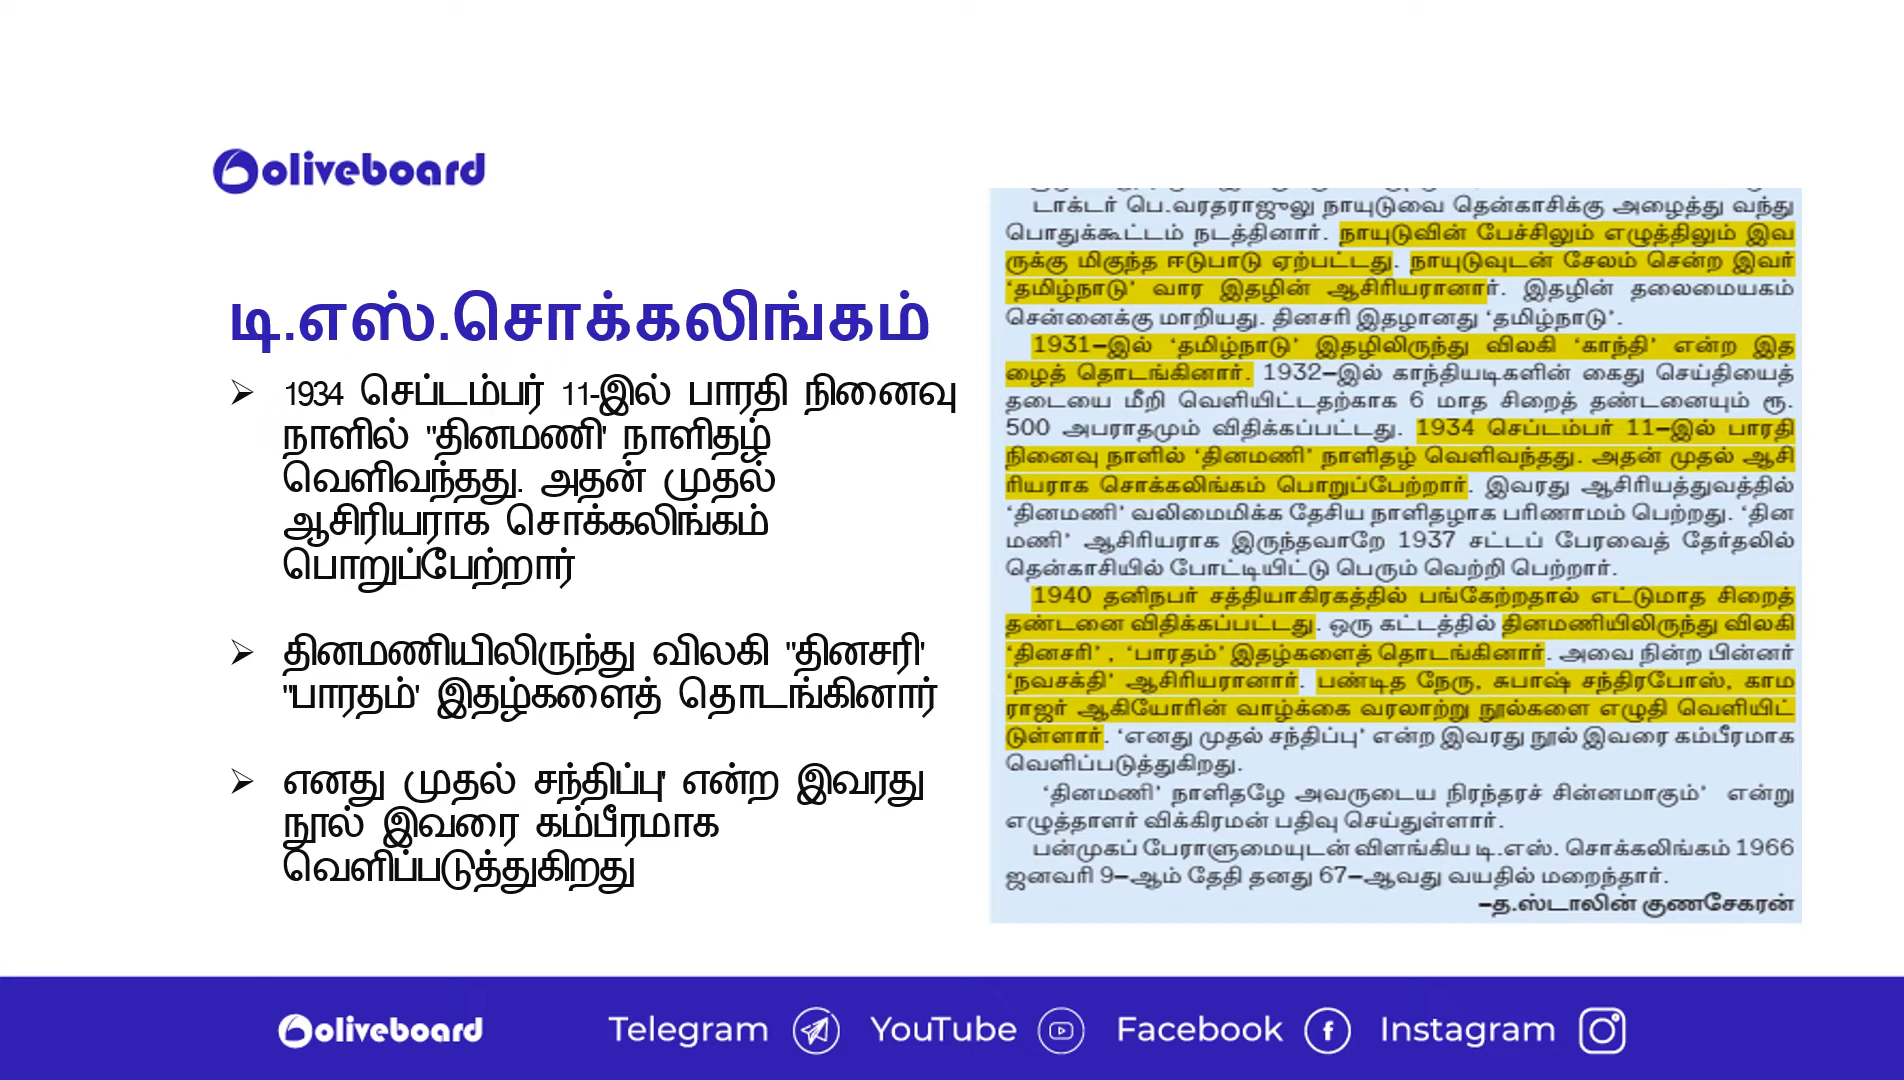 oliveboard
டி.எஸ்.சொக்கலிங்கம்
1934 செப்டம்பர் 11-இல் பாரதி நினைவு
நாளில் "தினமணி' நாளிதழ்
வெளிவந்தது. அதன் முதல்
ஆசிரியராக சொக்கலிங்கம்
பொறுப்பேற்றார்
தினமணியிலிருந்து விலகி "தினசரி'
"பாரதம்' இதழ்களைத் தொடங்கினார்
எனது முதல் சந்திப்பு' என்ற இவரது
நூல் இவரை கம்பீரமாக
வெளிப்படுத்துகிறது
டாக்டர் பெ.வரதராஜுலு நாயுடுவை தென்காசிக்கு அழைத்து வந்து
பொதுக்கூட்டம் நடத்தினார். நாயுடுவின் பேச்சிலும் எழுத்திலும் இவ
ருக்கு மிகுந்த ஈடுபாடு ஏற்பட்டது. நாயுடுவுடன் சேலம் சென்ற இவர்
‘தமிழ்நாடு’ வார இதழின் ஆசிரியரானார். இதழின் தலைமையகம்
சென்னைக்கு மாறியது. தினசரி இதழானது ‘தமிழ்நாடு’.
1931–இல் ‘தமிழ்நாடு’ இதழிலிருந்து விலகி ‘காந்தி’ என்ற இத
ழைத் தொடங்கினார். 1932–இல் காந்தியடிகளின் கைது செய்தியைத்
தடையை மீறி வெளியிட்டதற்காக 6 மாத சிறைத் தண்டனையும் ரூ.
500 அபராதமும் விதிக்கப்பட்டது. 1934 செப்டம்பர் 11–இல் பாரதி
நினைவு நாளில் ‘தினமணி’ நாளிதழ் வெளிவந்தது. அதன் முதல் ஆசி
ரியராக சொக்கலிங்கம் பொறுப்பேற்றார். இவரது ஆசிரியத்துவத்தில்
‘தினமணி’ வலிமைமிக்க தேசிய நாளிதழாக பரிணாமம் பெற்றது. ‘தின
மணி’ ஆசிரியராக இருந்தவாறே 1937 சட்டப் பேரவைத் தேர்தலில்
தென்காசியில் போட்டியிட்டு பெரும் வெற்றி பெற்றார்.
1940 தனிநபர் சத்தியாகிரகத்தில் பங்கேற்றதால் எட்டுமாத சிறைத்
தண்டனை விதிக்கப்பட்டது. ஒரு கட்டத்தில் தினமணியிலிருந்து விலகி
‘தினசரி’ , ‘பாரதம்’ இதழ்களைத் தொடங்கினார். அவை நின்ற பின்னர்
‘நவசக்தி’ ஆசிரியரானார். பண்டித நேரு, சுபாஷ் சந்திரபோஸ், காம
ராஜர் ஆகியோரின் வாழ்க்கை வரலாற்று நூல்களை எழுதி வெளியிட்
டுள்ளார். ‘எனது முதல் சந்திப்பு’ என்ற இவரது நூல் இவரை கம்பீரமாக
வெளிப்படுத்துகிறது.
‘தினமணி’ நாளிதழே அவருடைய நிரந்தரச் சின்னமாகும்’ என்று
எழுத்தாளர் விக்கிரமன் பதிவு செய்துள்ளார்.
பன்முகப் பேராளுமையுடன் விளங்கிய டி.எஸ். சொக்கலிங்கம் 1966
ஜனவரி 9–ஆம் தேதி தனது 67–ஆவது வயதில் மறைந்தார்.
–த.ஸ்டாலின் குணசேகரன்
oliveboard Telegram YouTube Facebook Instagram